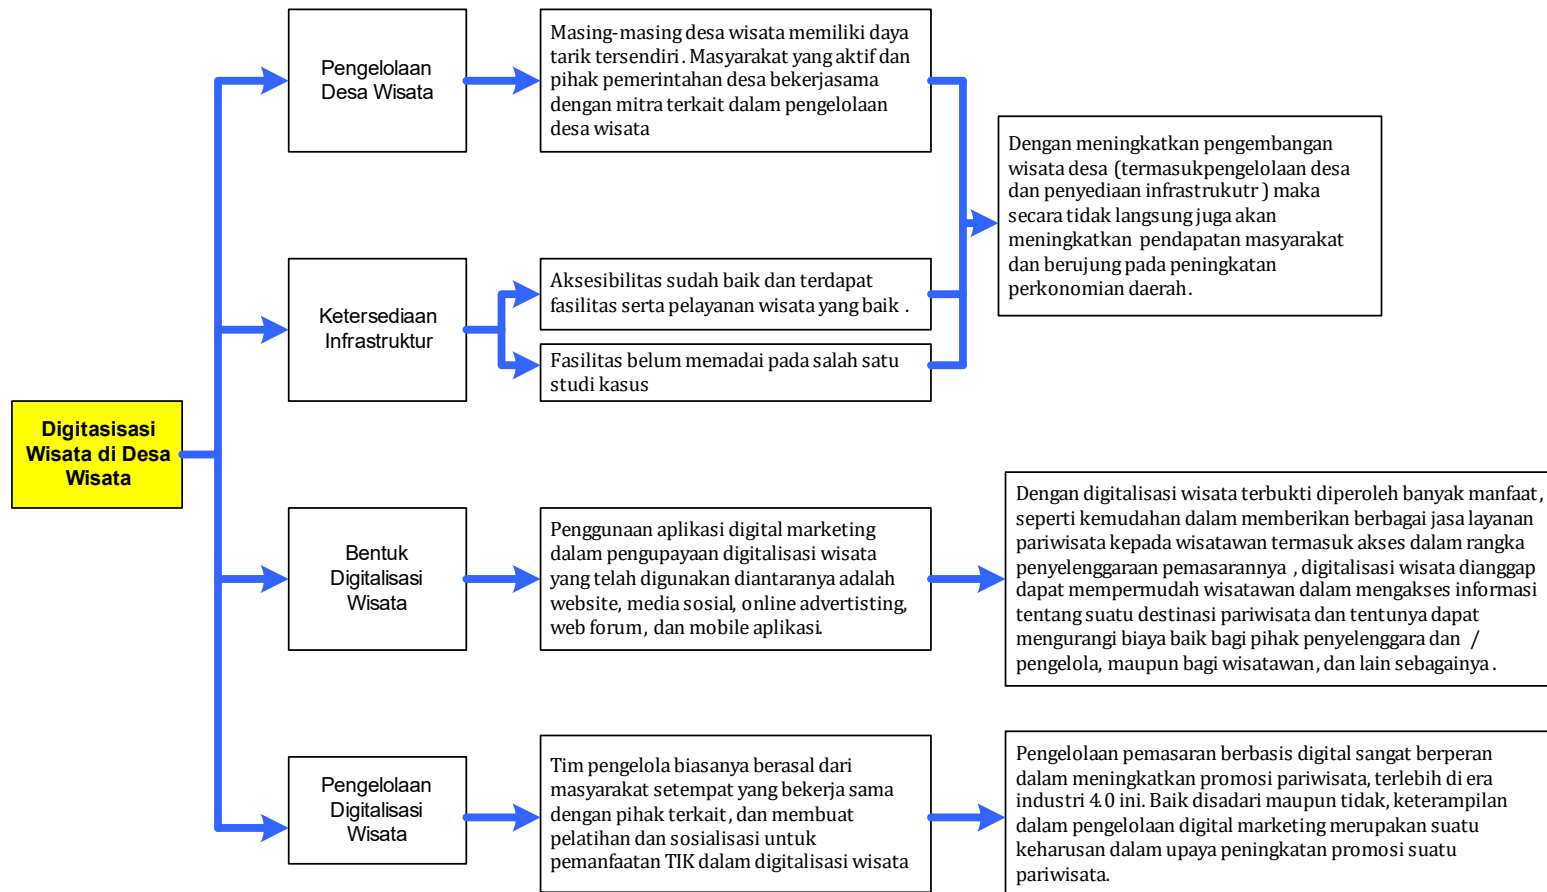 Pengelolaan
Desa Wisata
Masing-masing desa wisata memiliki daya
tarik tersendiri. Masyarakat yang aktif dan
pihak pemerintahan desa bekerjasama
dengan mitra terkait dalam pengelolaan
desa wisata
Dengan meningkatkan pengembangan
wisata desa (termasukpengelolaan desa
dan penyediaan infrastrukutr ) maka
secara tidak langsung juga akan
meningkatkan pendapatan masyarakat
dan berujung pada peningkatan
perkonomian daerah.
Ketersediaan
Infrastruktur
Aksesibilitas sudah baik dan terdapat
fasilitas serta pelayanan wisata yang baik .
Fasilitas belum memadai pada salah satu
studi kasus
Digitasisasi
Wisata di Desa
Wisata
Bentuk
Digitalisasi
Wisata
Penggunaan aplikasi digital marketing
dalam pengupayaan digitalisasi wisata
yang telah digunakan diantaranya adalah
website, media sosial, online advertisting,
web forum, dan mobile aplikasi.
Dengan digitalisasi wisata terbukti diperoleh banyak manfaat,
seperti kemudahan dalam memberikan berbagai jasa layanan
pariwisata kepada wisatawan termasuk akses dalam rangka
penyelenggaraan pemasarannya , digitalisasi wisata dianggap
dapat mempermudah wisatawan dalam mengakses informasi
tentang suatu destinasi pariwisata dan tentunya dapat
mengurangi biaya baik bagi pihak penyelenggara dan /
pengelola, maupun bagi wisatawan, dan lain sebagainya .
Pengelolaan
Digitalisasi
Wisata
Tim pengelola biasanya berasal dari
masyarakat setempat yang bekerja sama
dengan pihak terkait, dan membuat
pelatihan dan sosialisasi untuk
pemanfaatan TIK dalam digitalisasi wisata
Pengelolaan pemasaran berbasis digital sangat berperan
dalam meningkatkan promosi pariwisata, terlebih di era
industri 4.0 ini. Baik disadari maupun tidak, keterampilan
dalam pengelolaan digital marketing merupakan suatu
keharusan dalam upaya peningkatan promosi suatu
pariwisata.